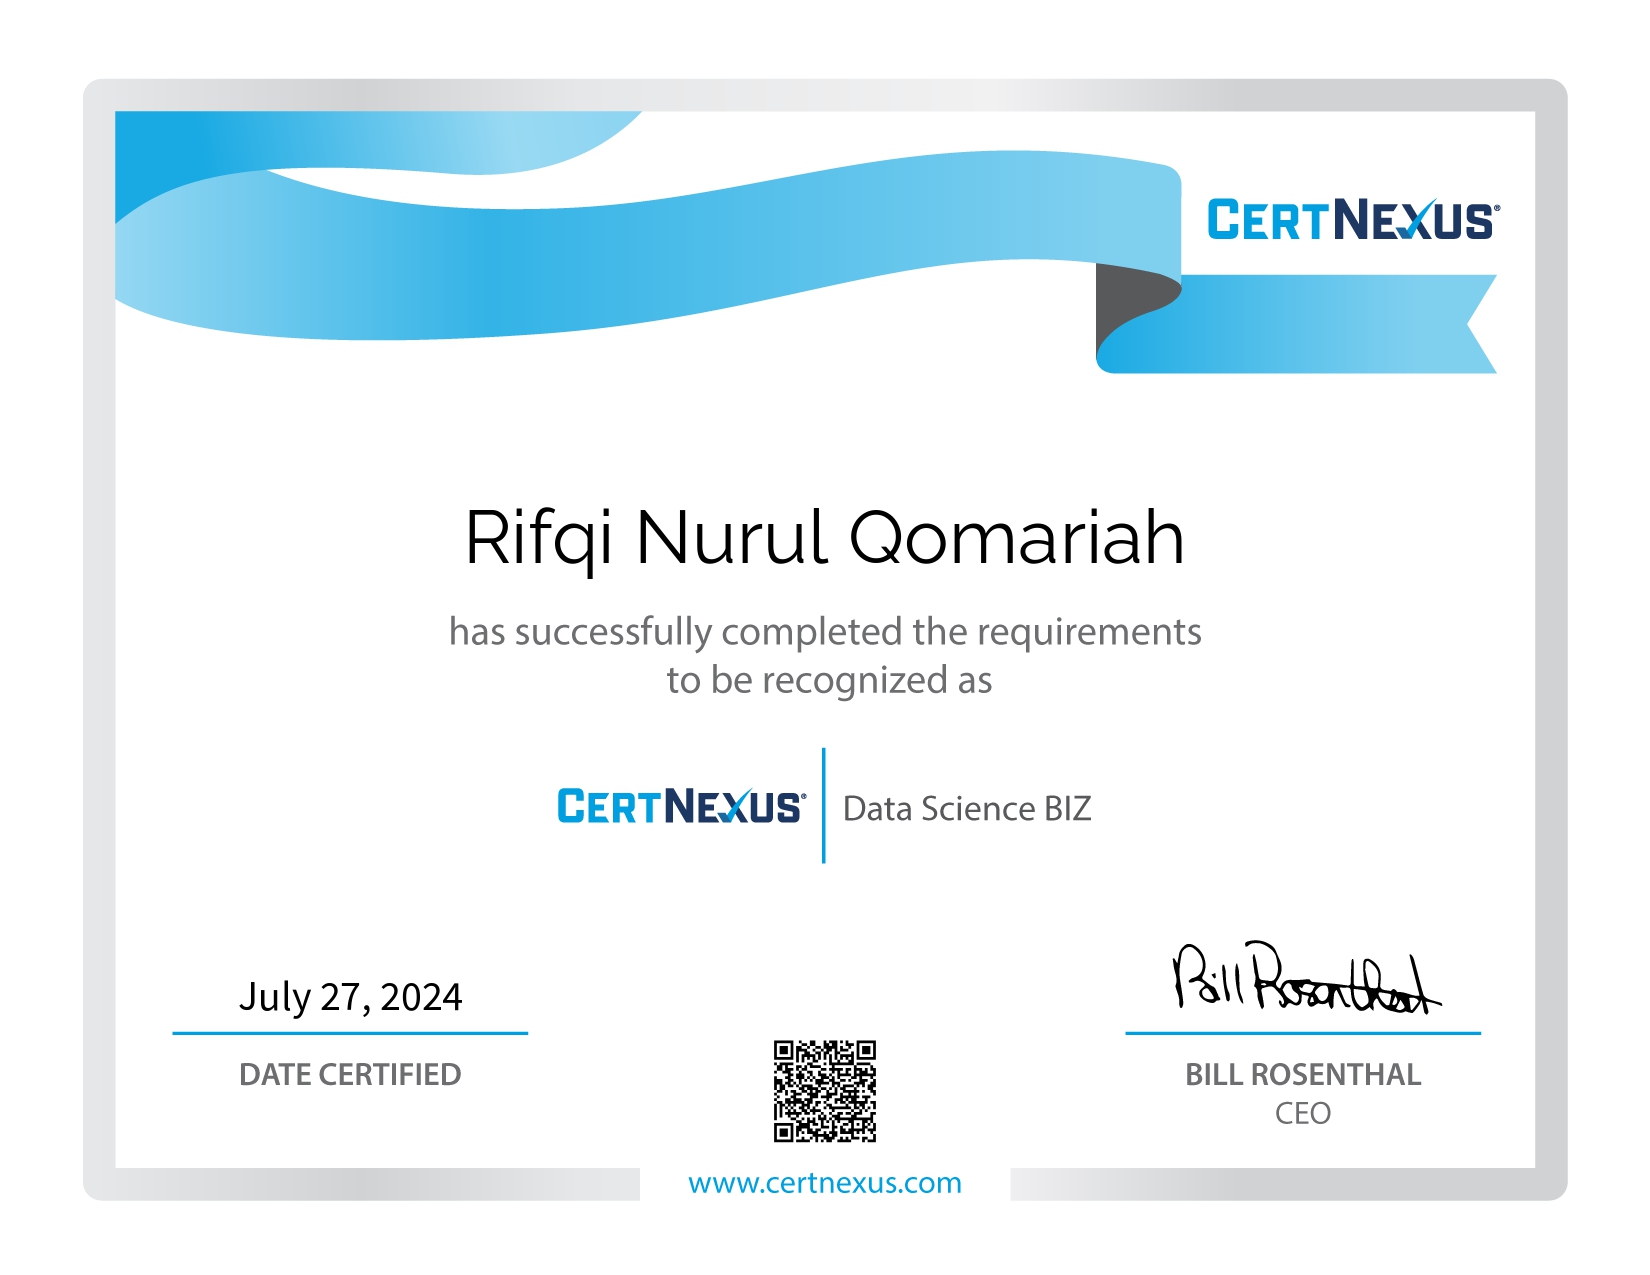 CERTNEXUS®
Rifqi Nurul Qomariah
has successfully completed the requirements
to be recognized as
CERTNEXUS® Data Science BIZ
Bill Rosenthal
July 27, 2024
DATE CERTIFIED
BILL ROSENTHAL
CEO
www.certnexus.com